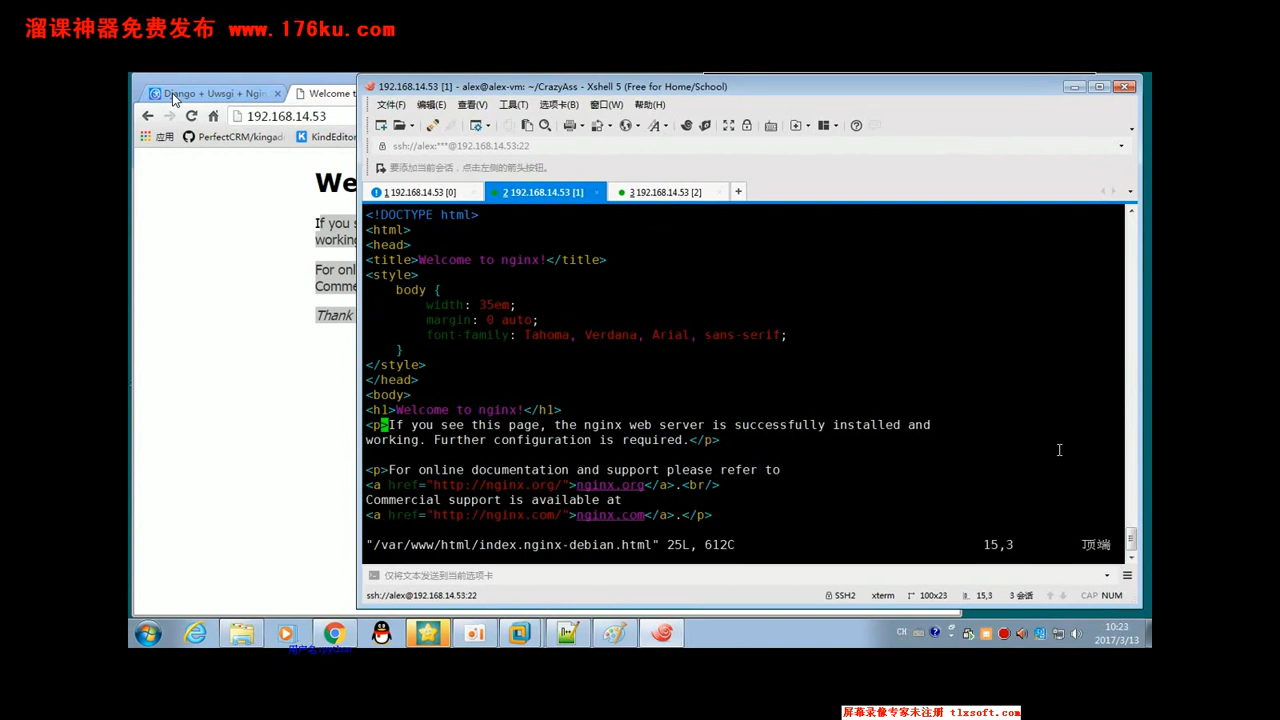 溜课神器免费发布 www.176ku.com
Django + Uwsgi + Ngin
Welcome t
192.168.14.53 [1] - alex@alex-vm: ~/CrazyAss - Xshell 5 (Free for Home/School)
文件(F) 编辑(E) 查看(V) 工具(T) 选项卡(B) 窗口(W) 帮助(H)
192.168.14.53
应用 PerfectCRM/kingad KindEditor
ssh://alex:***@192.168.14.53:22
要添加当前会话，点击左侧的箭头按钮。
1 192.168.14.53 [0] 2 192.168.14.53 [1] 3 192.168.14.53 [2] +
We
If you s
working
For onl
Comme
Thank
<!DOCTYPE html>
<html>
<head>
<title>Welcome to nginx!</title>
<style>
body {
width: 35em;
margin: 0 auto;
font-family: Tahoma, Verdana, Arial, sans-serif;
}
</style>
</head>
<body>
<h1>Welcome to nginx!</h1>
<p>If you see this page, the nginx web server is successfully installed and
working. Further configuration is required.</p>
<p>For online documentation and support please refer to
<a href="http://nginx.org/">nginx.org</a>.<br/>
Commercial support is available at
<a href="http://nginx.com/">nginx.com</a>.</p>
"/var/www/html/index.nginx-debian.html" 25L, 612C 15,3 顶端
仅将文本发送到当前选项卡
ssh://alex@192.168.14.53:22 SSH2 xterm 100x23 15,3 3 会话 CAP NUM
CH 10:23
2017/3/13
屏幕录像专家未注册 tlxsoft.com